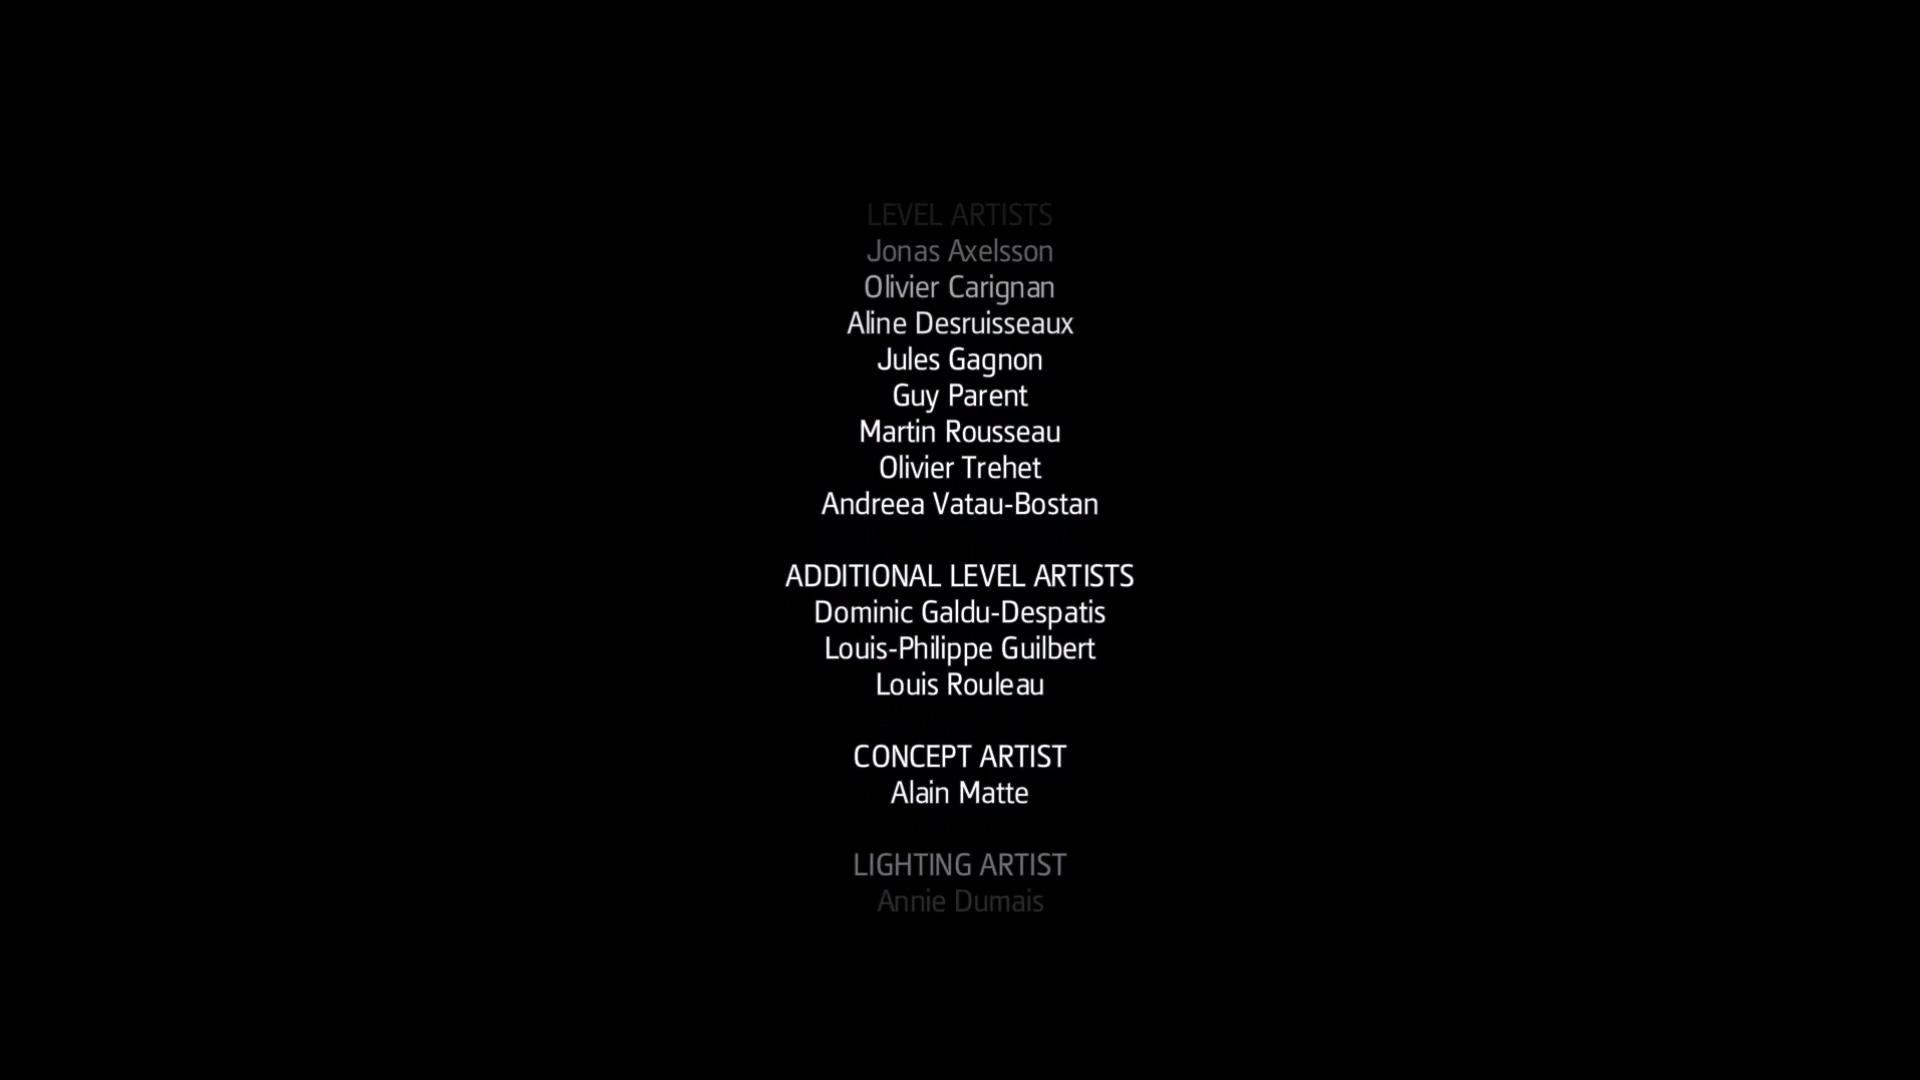 LEVEL ARTISTS
Jonas Axelsson
Olivier Carignan
Aline Desruisseaux
Jules Gagnon
Guy Parent
Martin Rousseau
Olivier Trehet
Andreea Vatau-Bostan
ADDITIONAL LEVEL ARTISTS
Dominic Galdu-Despatis
Louis-Philippe Guilbert
Louis Rouleau
CONCEPT ARTIST
Alain Matte
LIGHTING ARTIST
Annie Dumais